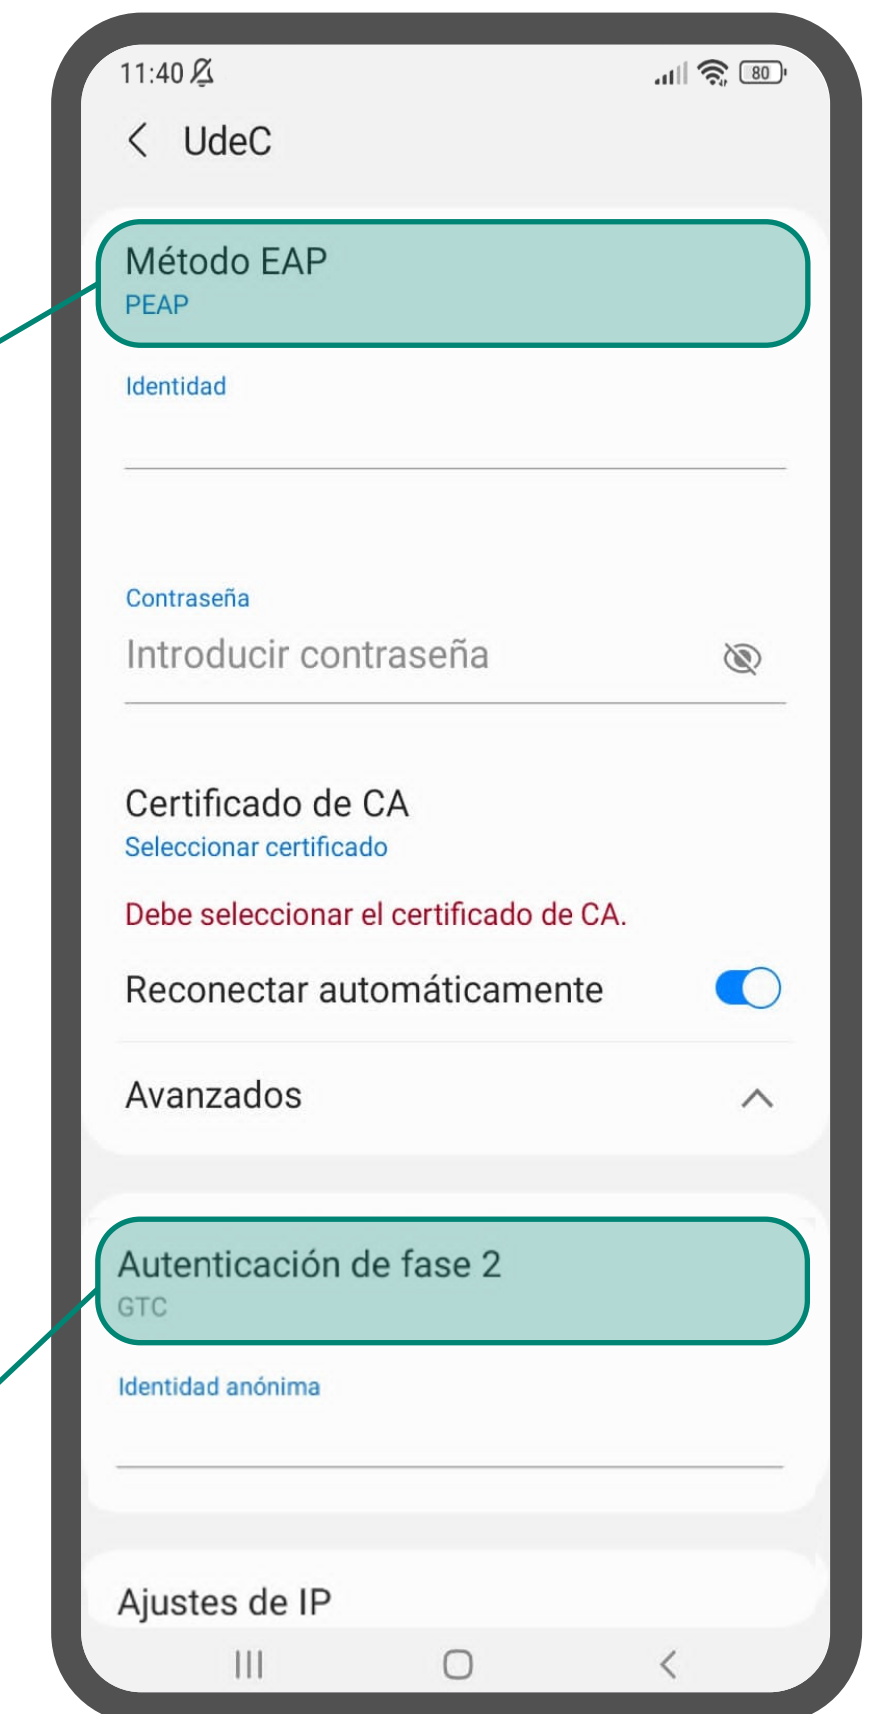 11:40
80
UdeC
Método EAP
PEAP
Identidad
Contraseña
Introducir contraseña
Certificado de CA
Seleccionar certificado
Debe seleccionar el certificado de CA.
Reconectar automáticamente
Avanzados
Autenticación de fase 2
GTC
Identidad anónima
Ajustes de IP